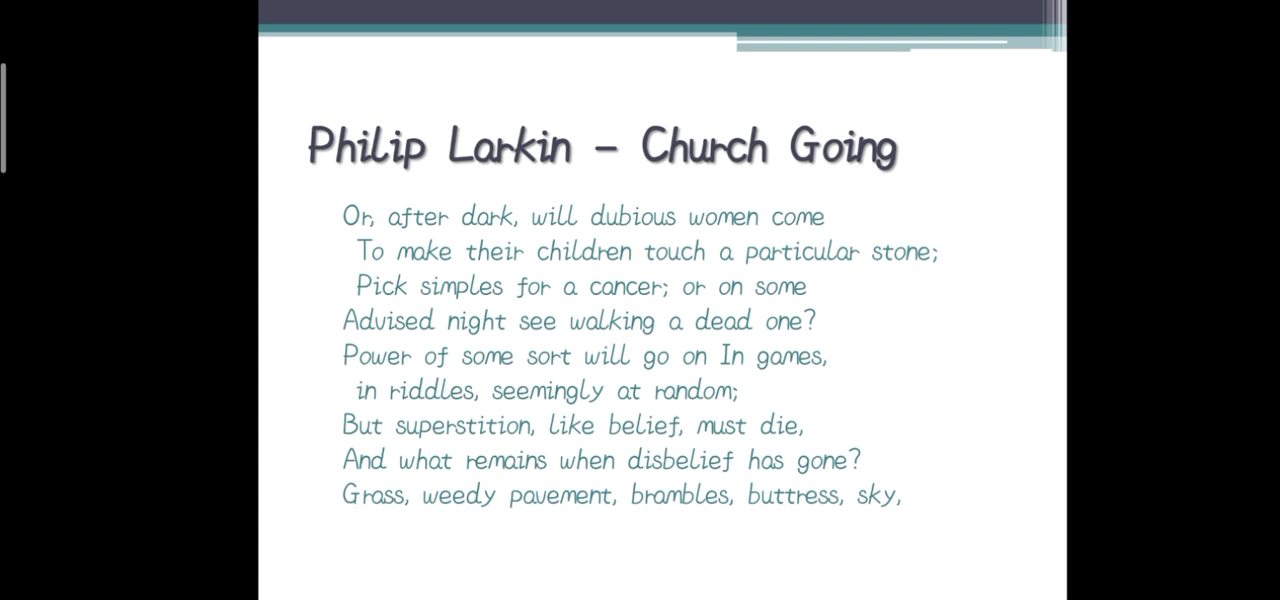 Philip Larkin – Church Going
Or, after dark, will dubious women come
To make their children touch a particular stone;
Pick simples for a cancer; or on some
Advised night see walking a dead one?
Power of some sort will go on In games,
in riddles, seemingly at random;
But superstition, like belief, must die,
And what remains when disbelief has gone?
Grass, weedy pavement, brambles, buttress, sky,